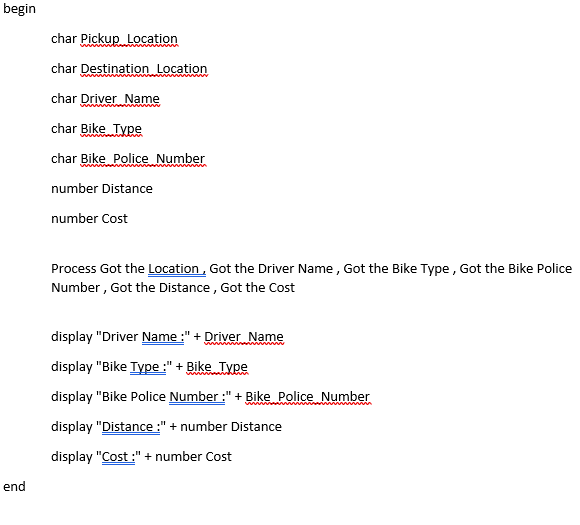 begin
char Pickup_Location
char Destination_Location
char Driver_Name
char Bike_Type
char Bike_Police_Number
number Distance
number Cost
Process Got the Location , Got the Driver Name , Got the Bike Type , Got the Bike Police
Number , Got the Distance , Got the Cost
display "Driver Name :" + Driver_Name
display "Bike Type :" + Bike_Type
display "Bike Police Number :" + Bike_Police_Number
display "Distance :" + number Distance
display "Cost :" + number Cost
end